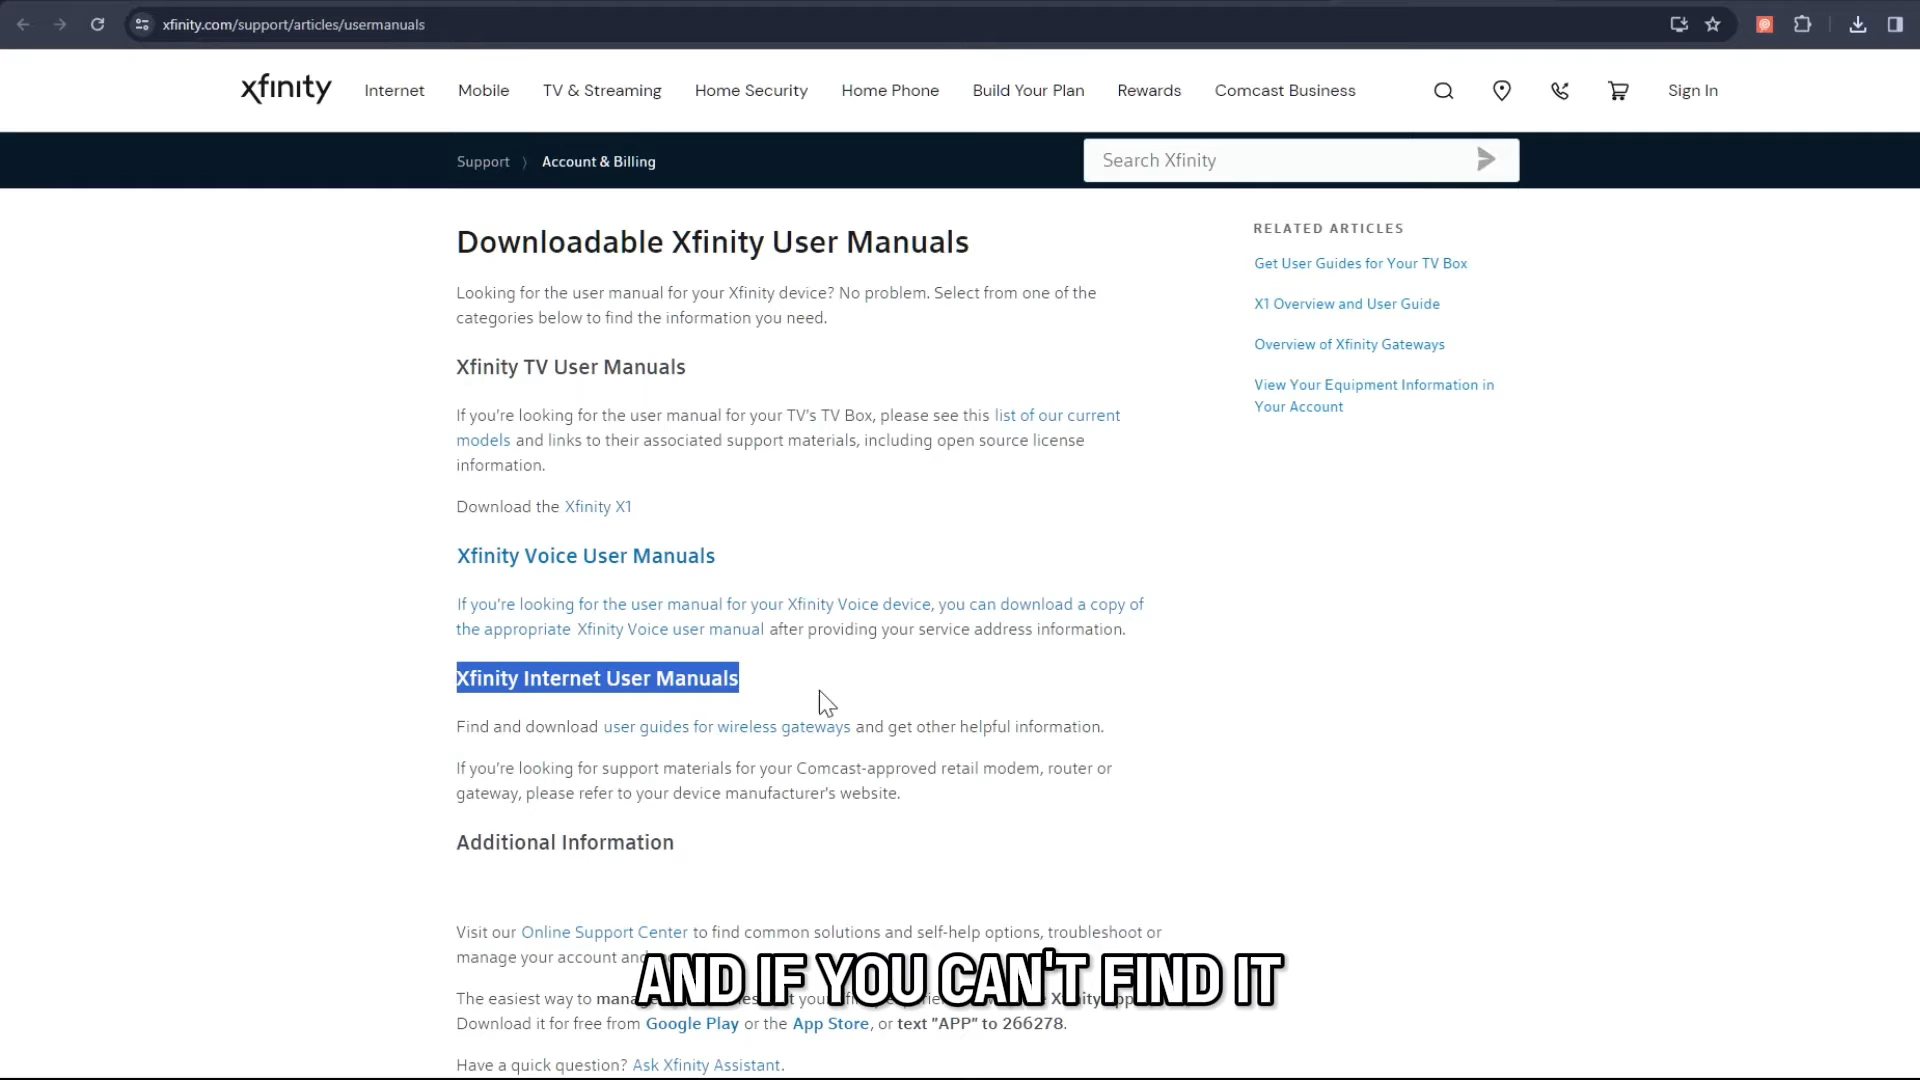 xfinity.com/support/articles/usermanuals
xfinity
Internet
Mobile
TV & Streaming
Home Security
Home Phone
Build Your Plan
Rewards
Comcast Business
Sign In
Support
Account & Billing
Search Xfinity
Downloadable Xfinity User Manuals
Looking for the user manual for your Xfinity device? No problem. Select from one of the
categories below to find the information you need.
Xfinity TV User Manuals
If you're looking for the user manual for your TV's TV Box, please see this list of our current
models and links to their associated support materials, including open source license
information.
Download the Xfinity X1
Xfinity Voice User Manuals
If you're looking for the user manual for your Xfinity Voice device, you can download a copy of
the appropriate Xfinity Voice user manual after providing your service address information.
Xfinity Internet User Manuals
Find and download user guides for wireless gateways and get other helpful information.
If you're looking for support materials for your Comcast-approved retail modem, router or
gateway, please refer to your device manufacturer's website.
Additional Information
Visit our Online Support Center to find common solutions and self-help options, troubleshoot or
manage your account and
The easiest way to
Download it for free from Google Play or the App Store, or text "APP" to 266278.
Have a quick question? Ask Xfinity Assistant.
RELATED ARTICLES
Get User Guides for Your TV Box
X1 Overview and User Guide
Overview of Xfinity Gateways
View Your Equipment Information in
Your Account
AND IF YOU CAN'T FIND IT